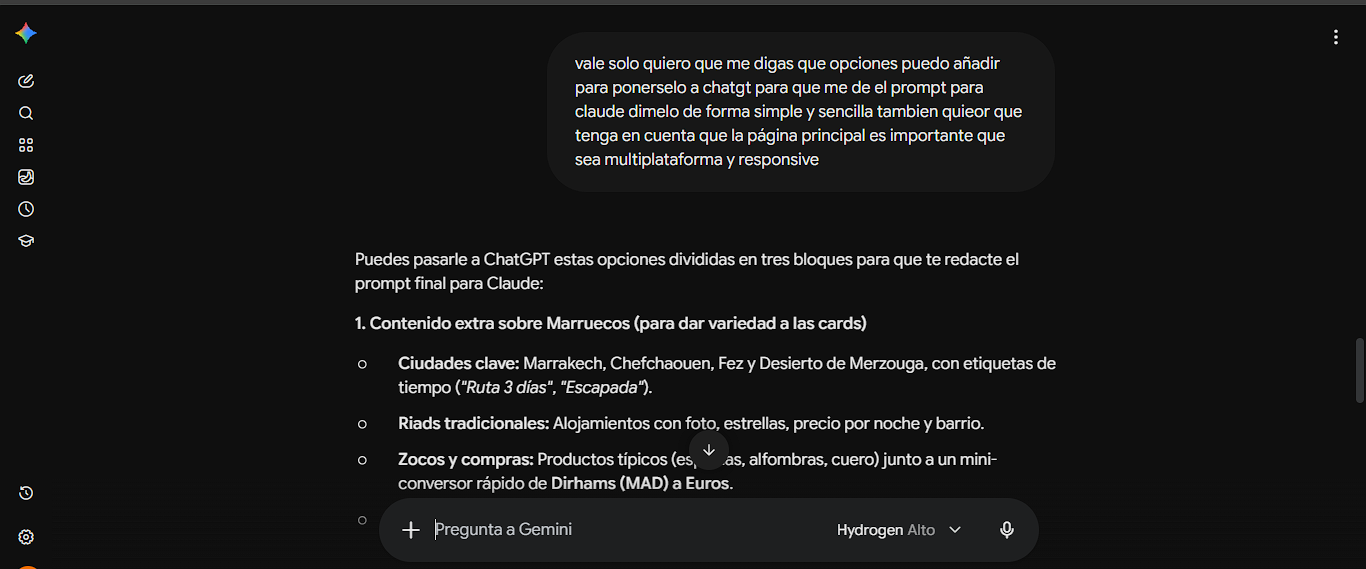 vale solo quiero que me digas que opciones puedo añadir
para ponerselo a chatgt para que me de el prompt para
claude dimelo de forma simple y sencilla tambien quieor que
tenga en cuenta que la página principal es importante que
sea multiplataforma y responsive
Puedes pasarle a ChatGPT estas opciones divididas en tres bloques para que te redacte el
prompt final para Claude:
1. Contenido extra sobre Marruecos (para dar variedad a las cards)
Ciudades clave: Marrakech, Chefchaouen, Fez y Desierto de Merzouga, con etiquetas de
tiempo ("Ruta 3 días", "Escapada").
Riads tradicionales: Alojamientos con foto, estrellas, precio por noche y barrio.
Zocos y compras: Productos típicos alfombras, cuero) junto a un mini-
conversor rápido de Dirhams (MAD) a Euros.
Pregunta a Gemini
Hydrogen Alto